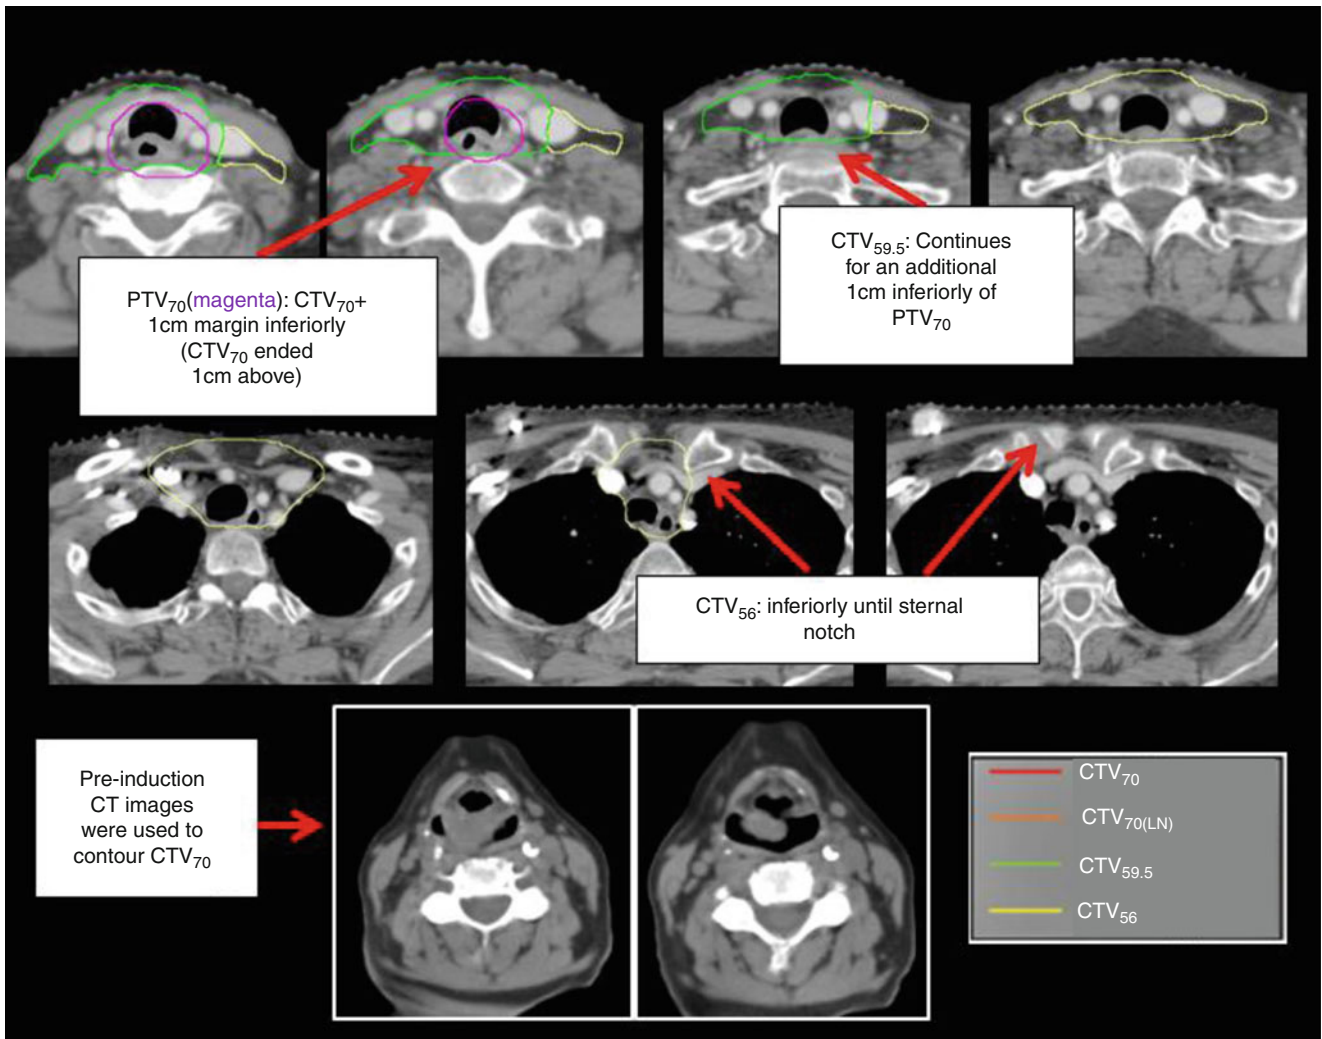 PTV70(magenta): CTV70+
1cm margin inferiorly
(CTV70 ended
1cm above)
CTV59.5: Continues
for an additional
1cm inferiorly of
PTV70
CTV56: inferiorly until sternal
notch
Pre-induction
CT images
were used to
contour CTV70
CTV70
CTV70(LN)
CTV59.5
CTV56